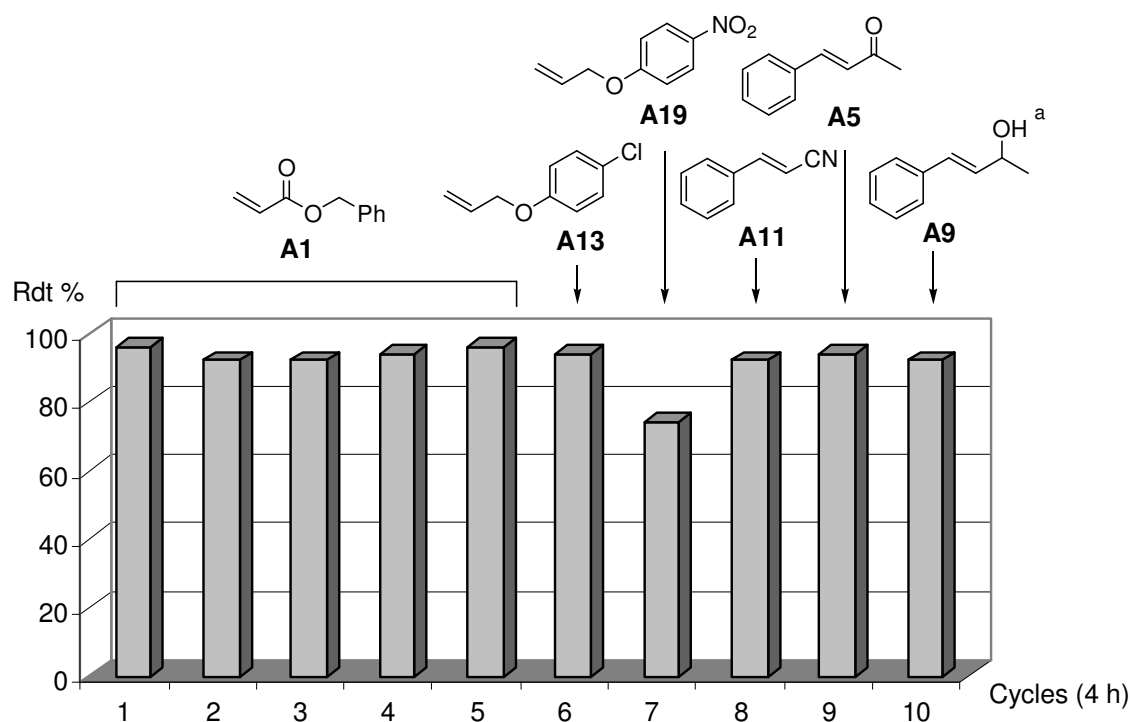 NO₂
O
A19
O
A5
OH a
Cl
O
A13
CN
A11
A9
O
O
Ph
A1
Rdt %
100
80
60
40
20
0
1 2 3 4 5 6 7 8 9 10
Cycles (4 h)